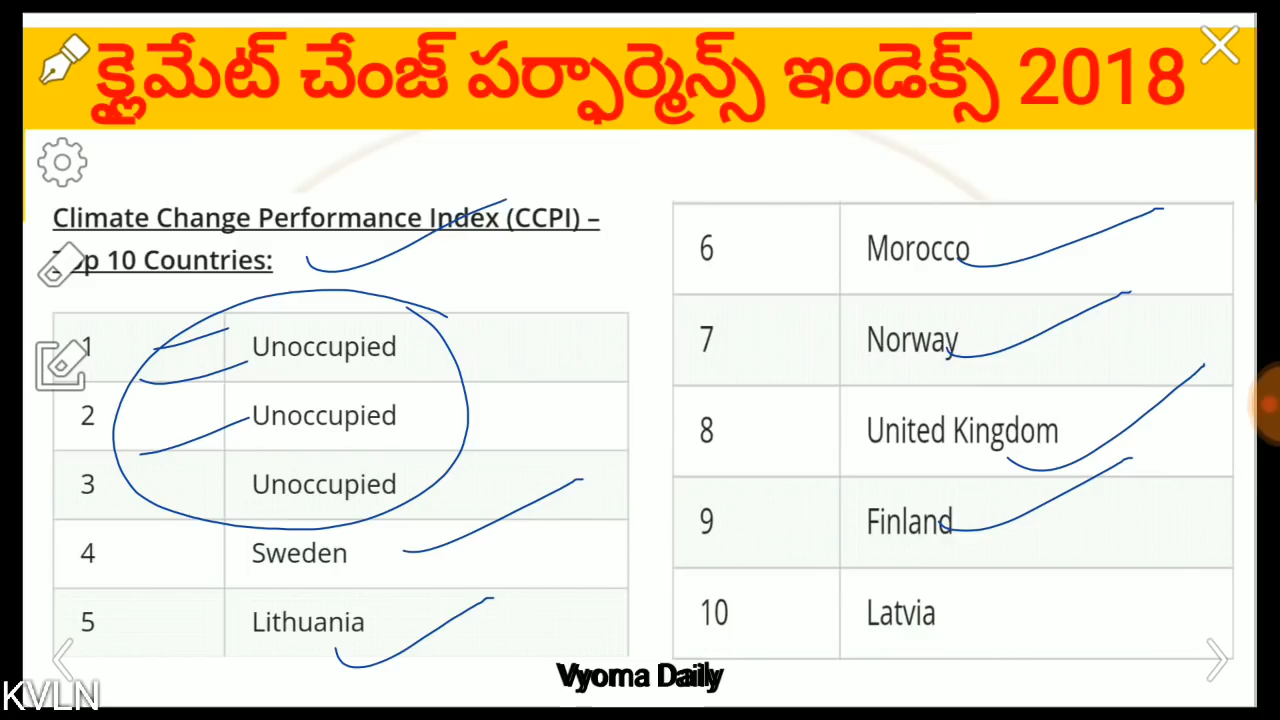 క్లైమేట్ చేంజ్ పర్ఫార్మెన్స్ ఇండెక్స్ 2018
Climate Change Performance Index (CCPI) –
Top 10 Countries:
1 Unoccupied
2 Unoccupied
3 Unoccupied
4 Sweden
5 Lithuania
6 Morocco
7 Norway
8 United Kingdom
9 Finland
10 Latvia
Vyoma Daily
KVLN